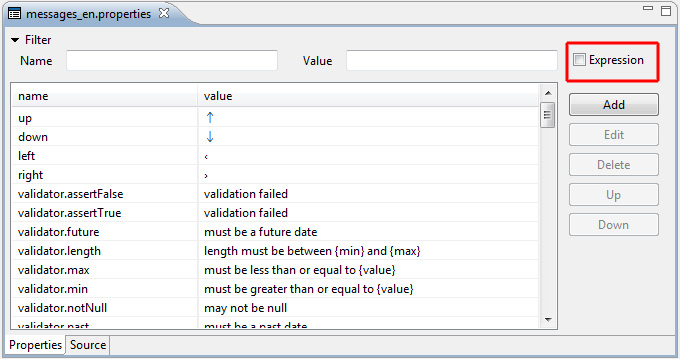 messages_en.properties
Filter
Name Value Expression
name value
up ↑
down ↓
left ‹
right ›
validator.assertFalse validation failed
validator.assertTrue validation failed
validator.future must be a future date
validator.length length must be between {min} and {max}
validator.max must be less than or equal to {value}
validator.min must be greater than or equal to {value}
validator.notNull may not be null
validator.past must be a past date
Add
Edit
Delete
Up
Down
Properties Source